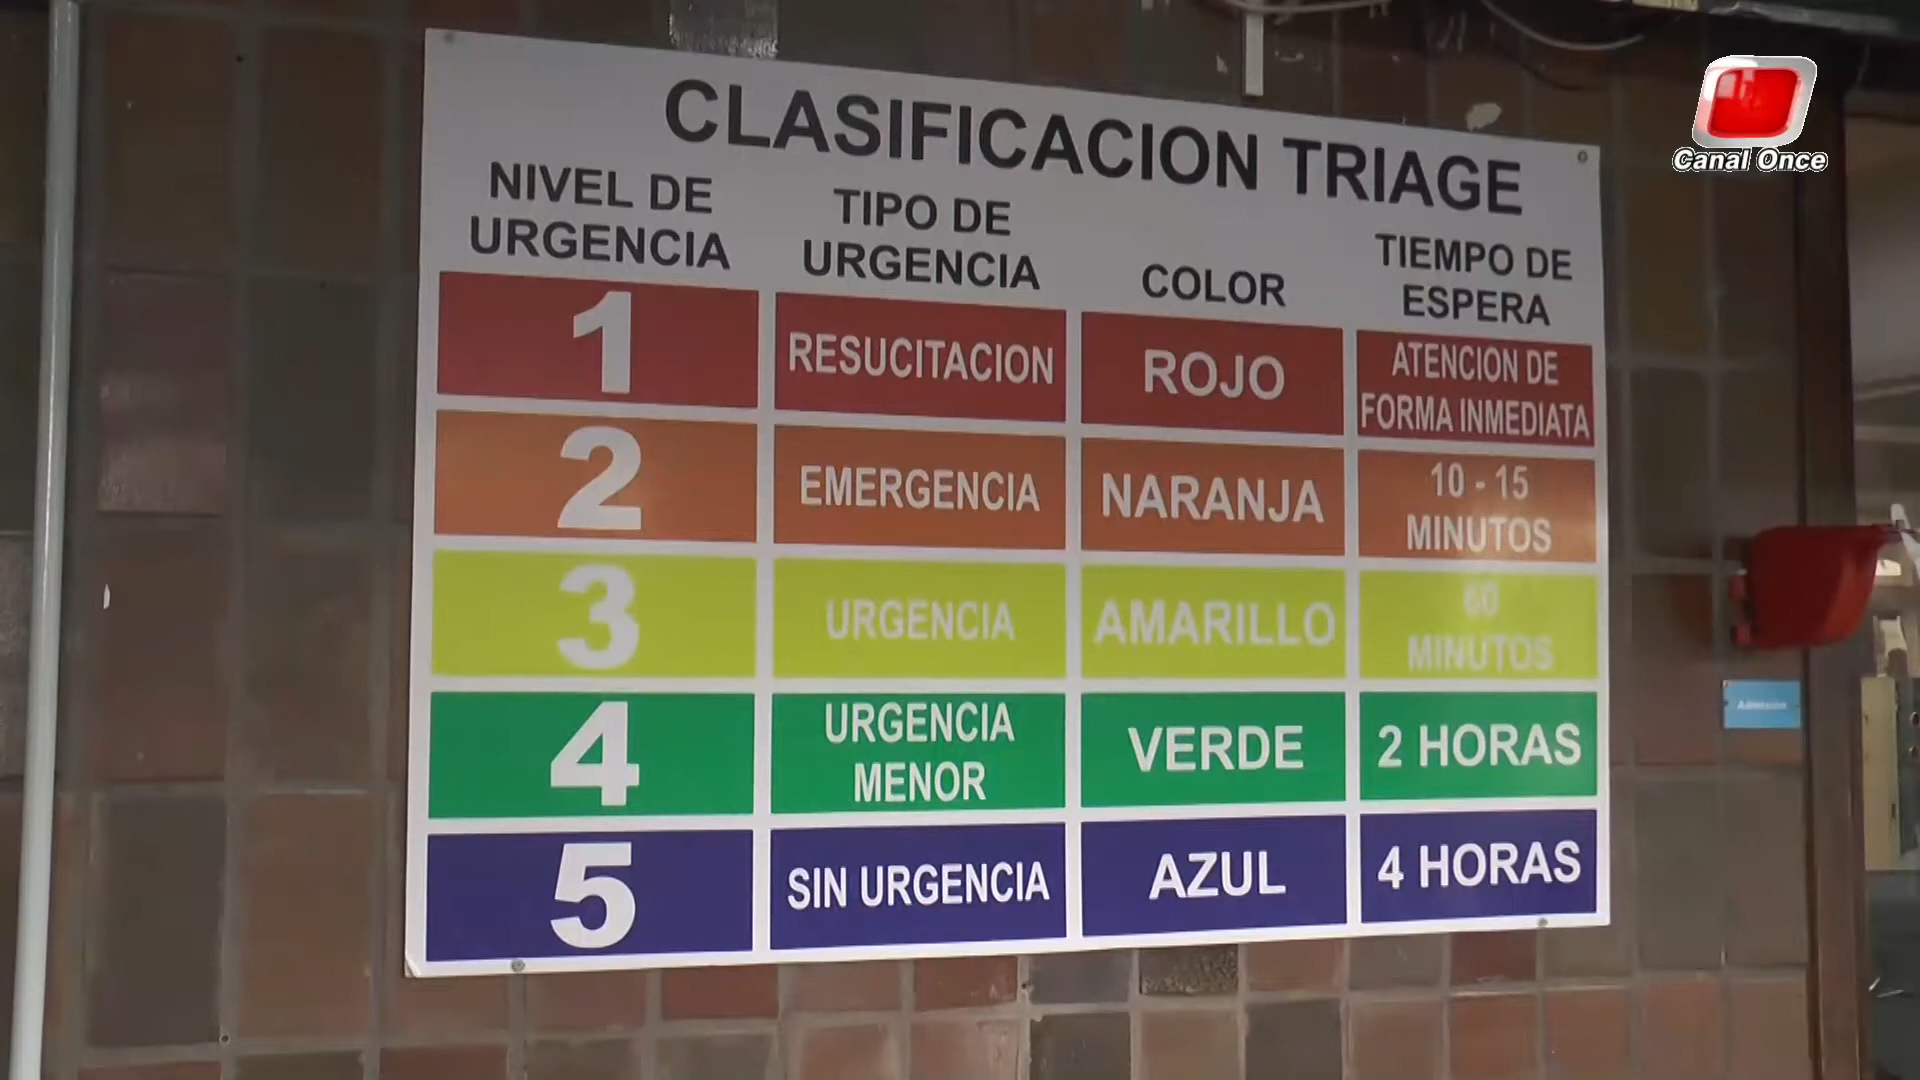 Canal Once
CLASIFICACION TRIAGE
NIVEL DE
URGENCIA
TIPO DE
URGENCIA
COLOR
TIEMPO DE
ESPERA
1
RESUCITACION
ROJO
ATENCION DE
FORMA INMEDIATA
2
EMERGENCIA
NARANJA
10 - 15
MINUTOS
3
URGENCIA
AMARILLO
60
MINUTOS
4
URGENCIA
MENOR
VERDE
2 HORAS
5
SIN URGENCIA
AZUL
4 HORAS
Admisión